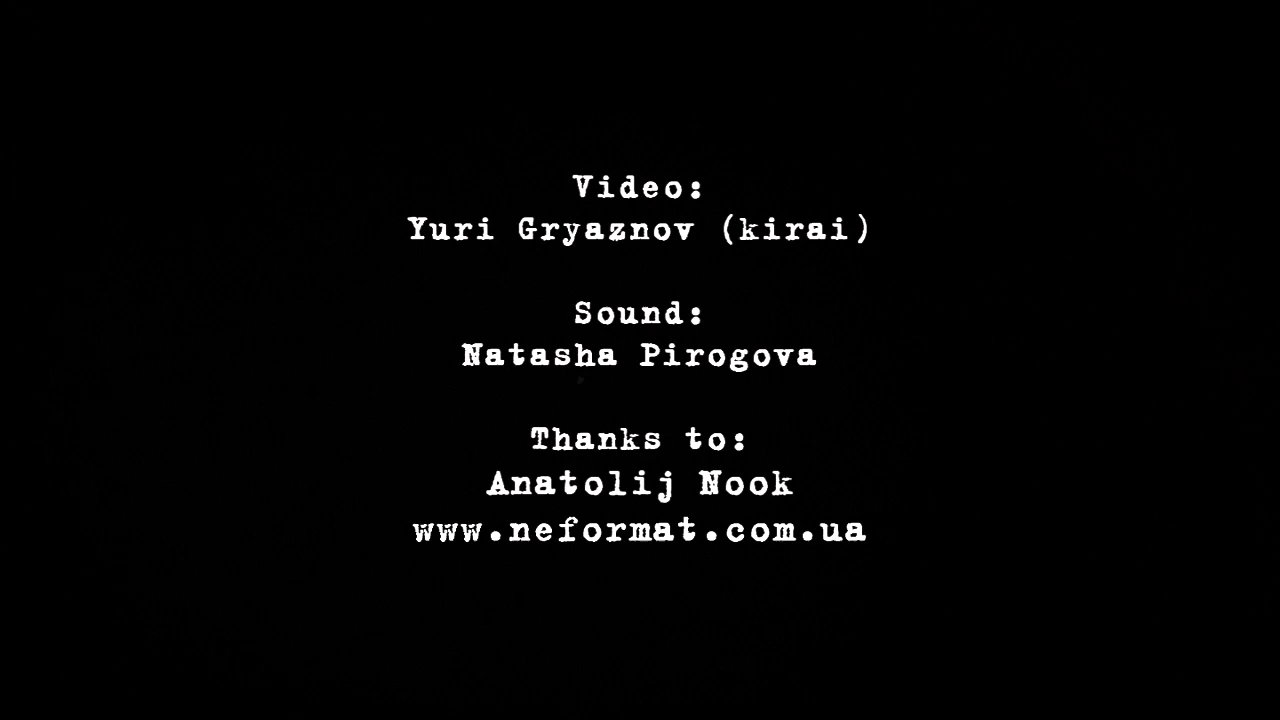 Video:
Yuri Gryaznov (kirai)
Sound:
Natasha Pirogova
Thanks to:
Anatolij Nook
www.neformat.com.ua